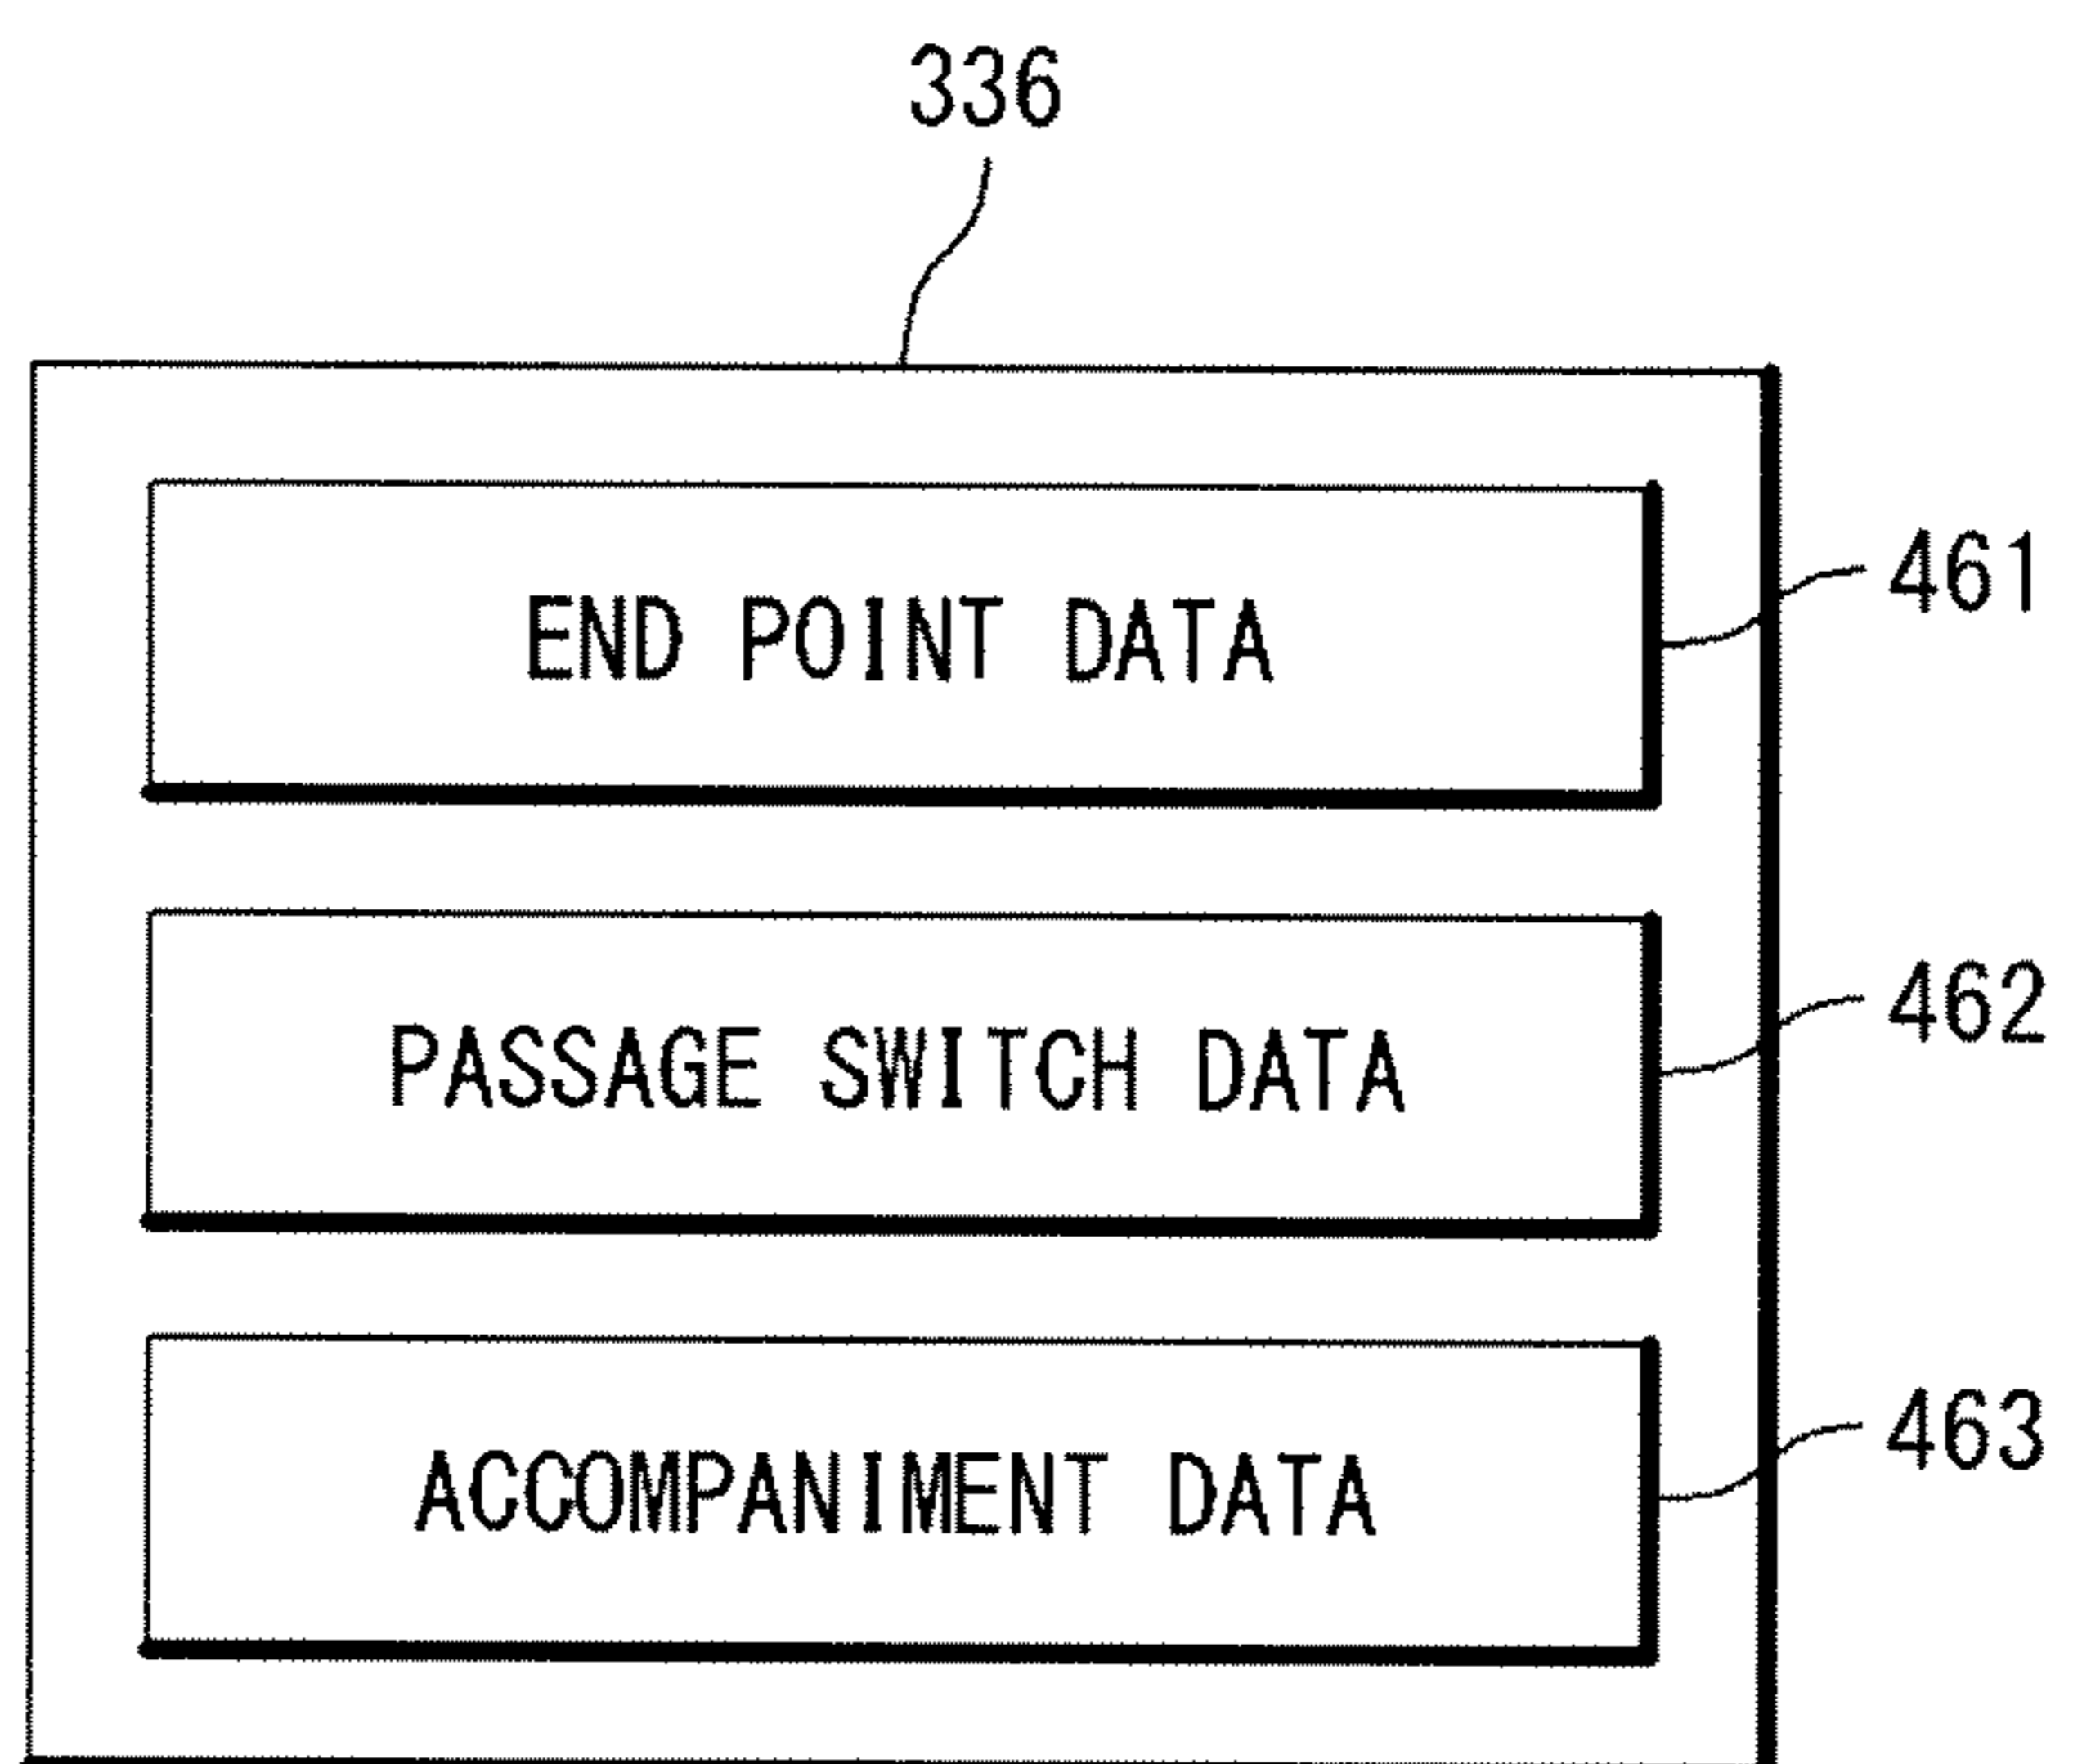 336
END POINT DATA
461
PASSAGE SWITCH DATA
462
ACCOMPANIMENT DATA
463